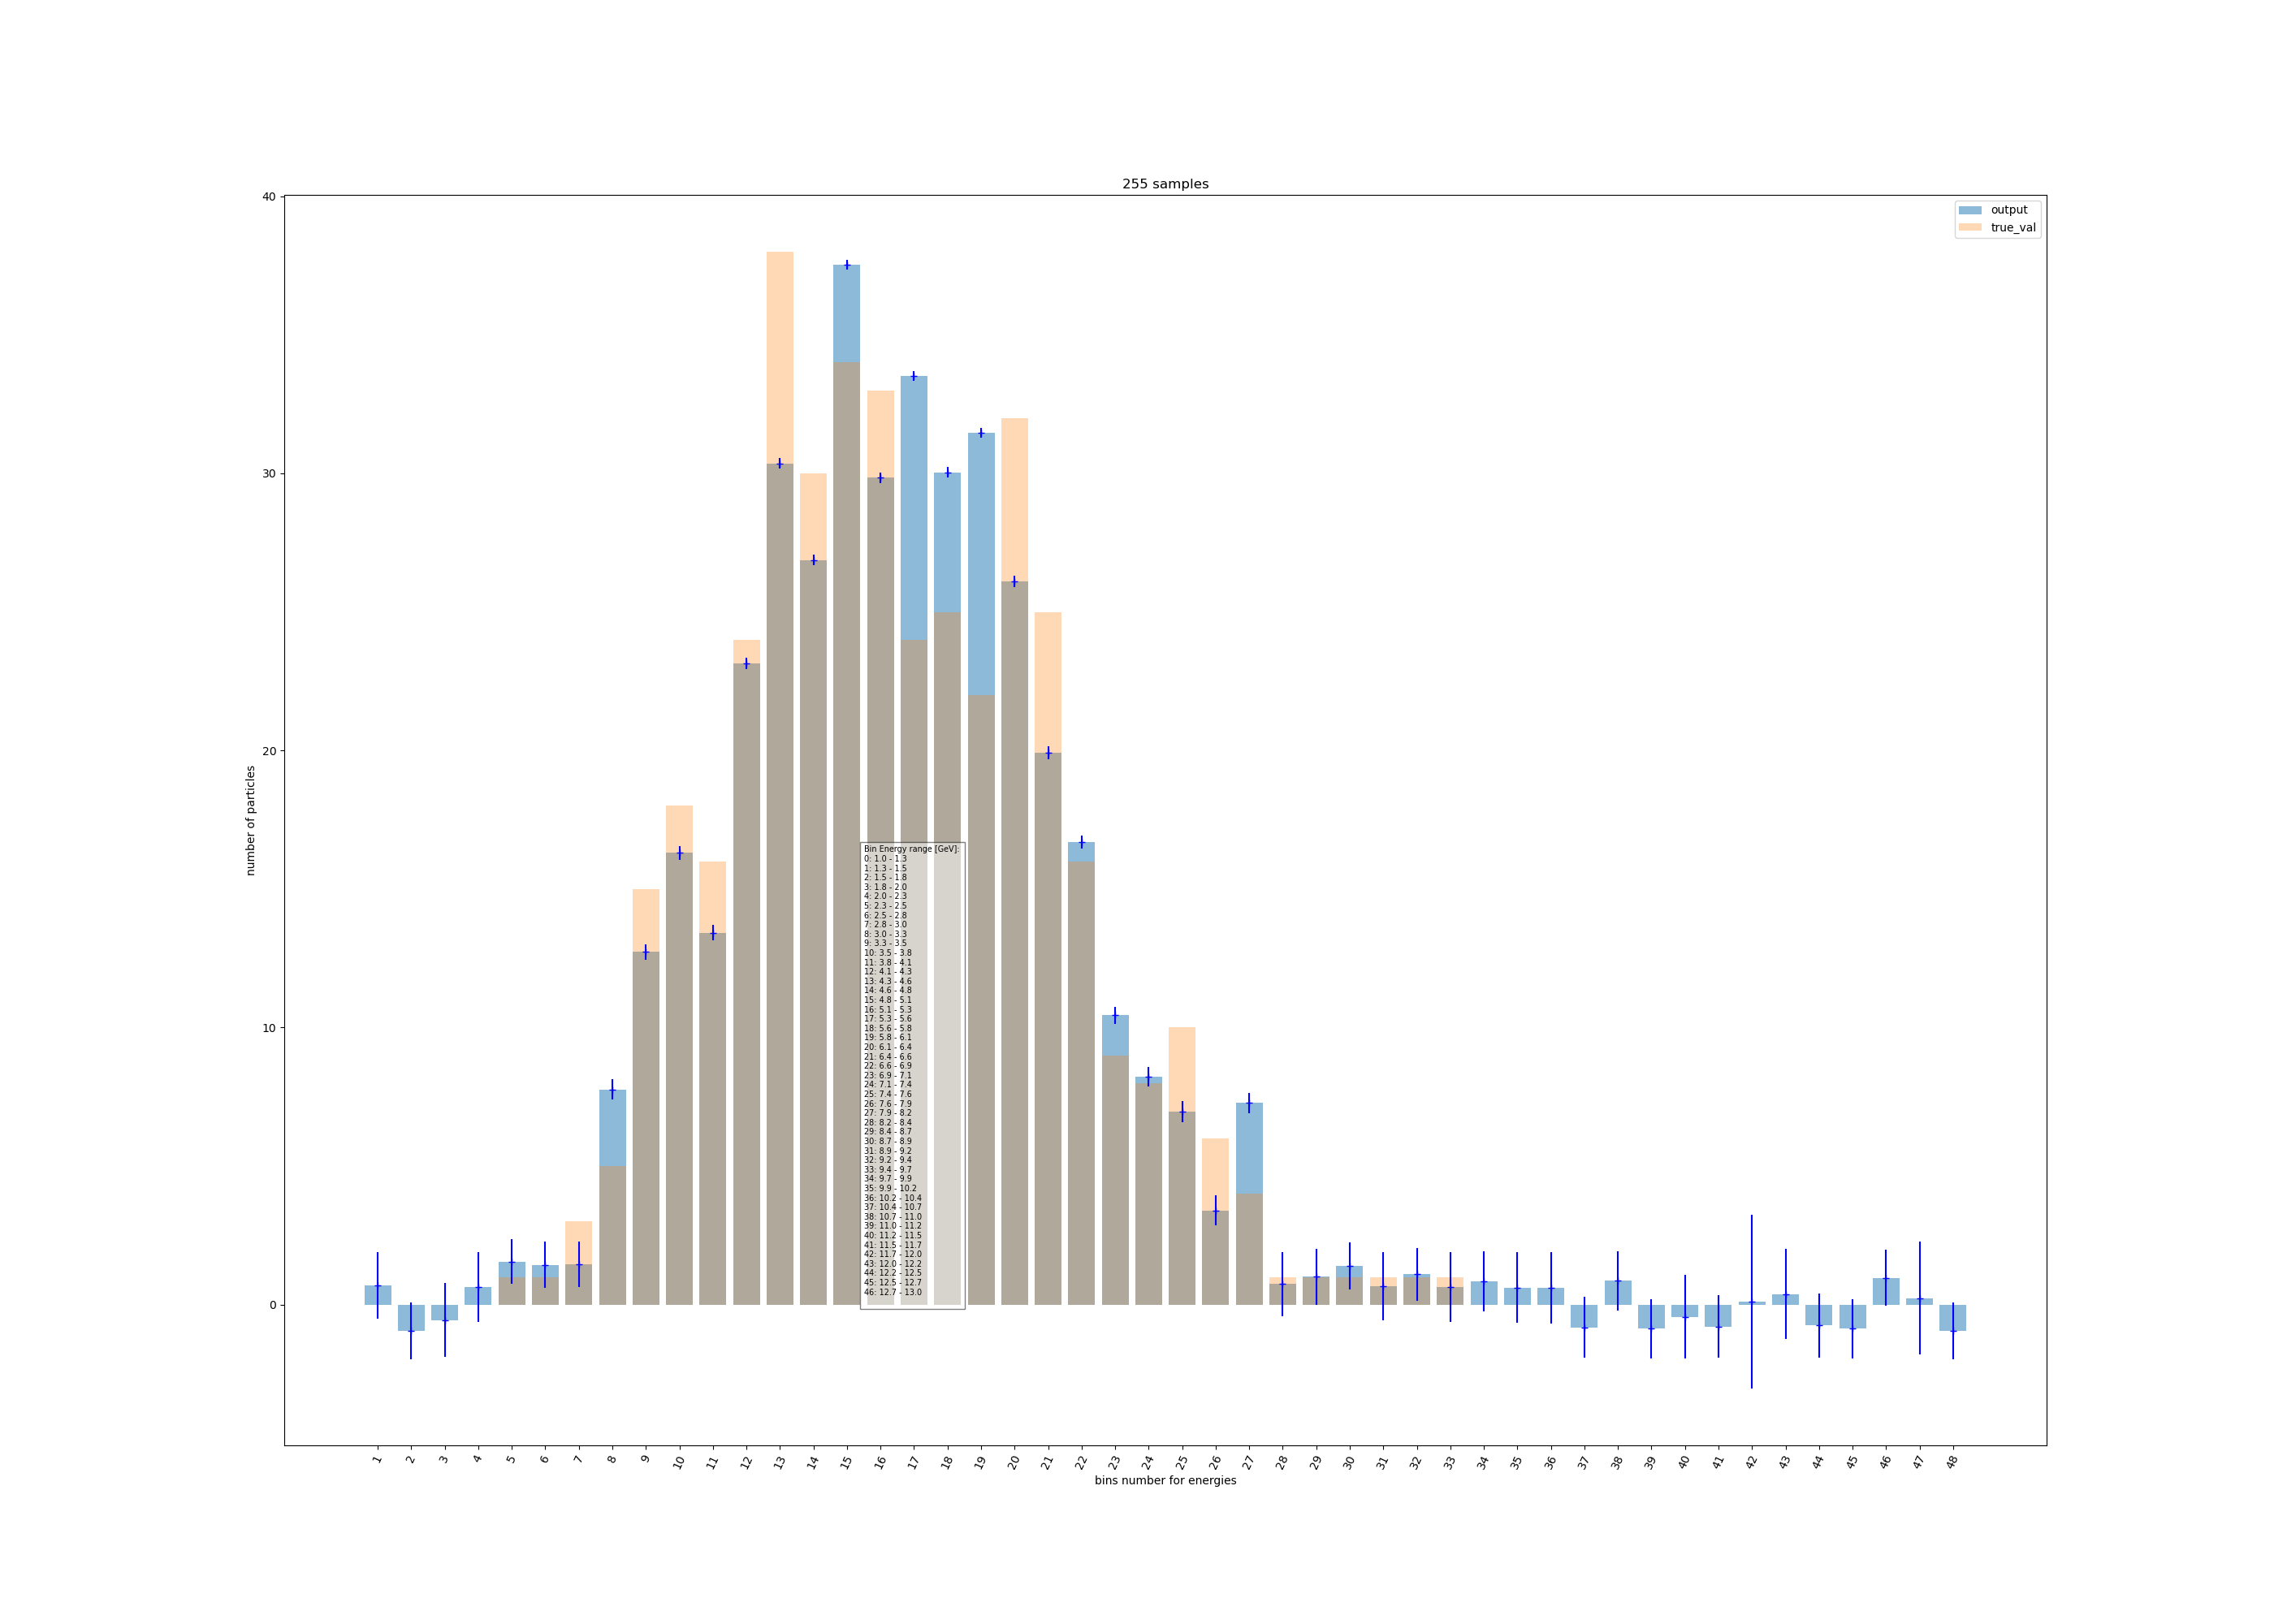 255 samples
output
true_val
40
30
20
10
0
number of particles
Bin Energy range [GeV]:
0: 1.0 - 1.3
1: 1.3 - 1.5
2: 1.5 - 1.8
3: 1.8 - 2.0
4: 2.0 - 2.3
5: 2.3 - 2.5
6: 2.5 - 2.8
7: 2.8 - 3.0
8: 3.0 - 3.3
9: 3.3 - 3.5
10: 3.5 - 3.8
11: 3.8 - 4.1
12: 4.1 - 4.3
13: 4.3 - 4.6
14: 4.6 - 4.8
15: 4.8 - 5.1
16: 5.1 - 5.3
17: 5.3 - 5.6
18: 5.6 - 5.8
19: 5.8 - 6.1
20: 6.1 - 6.4
21: 6.4 - 6.6
22: 6.6 - 6.9
23: 6.9 - 7.1
24: 7.1 - 7.4
25: 7.4 - 7.6
26: 7.6 - 7.9
27: 7.9 - 8.2
28: 8.2 - 8.4
29: 8.4 - 8.7
30: 8.7 - 8.9
31: 8.9 - 9.2
32: 9.2 - 9.4
33: 9.4 - 9.7
34: 9.7 - 9.9
35: 9.9 - 10.2
36: 10.2 - 10.4
37: 10.4 - 10.7
38: 10.7 - 11.0
39: 11.0 - 11.2
40: 11.2 - 11.5
41: 11.5 - 11.7
42: 11.7 - 12.0
43: 12.0 - 12.2
44: 12.2 - 12.5
45: 12.5 - 12.7
46: 12.7 - 13.0
1 2 3 4 5 6 7 8 9 10 11 12 13 14 15 16 17 18 19 20 21 22 23 24 25 26 27 28 29 30 31 32 33 34 35 36 37 38 39 40 41 42 43 44 45 46 47 48
bins number for energies